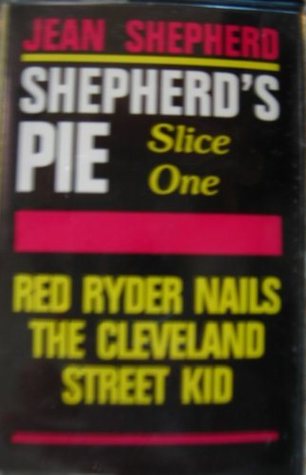 JEAN SHEPHERD
SHEPHERD'S
PIE Slice
One
RED RYDER NAILS
THE CLEVELAND
STREET KID